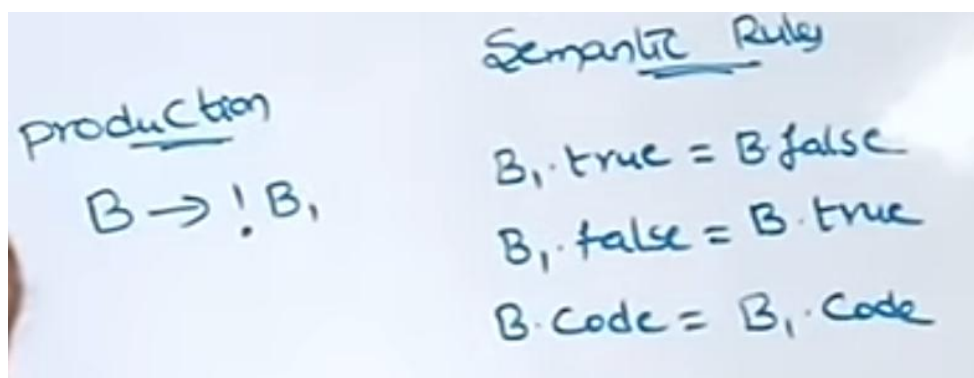 Semantic Rules
Production
B → ! B₁
B₁.true = B.false
B₁.false = B.true
B.Code = B₁.Code